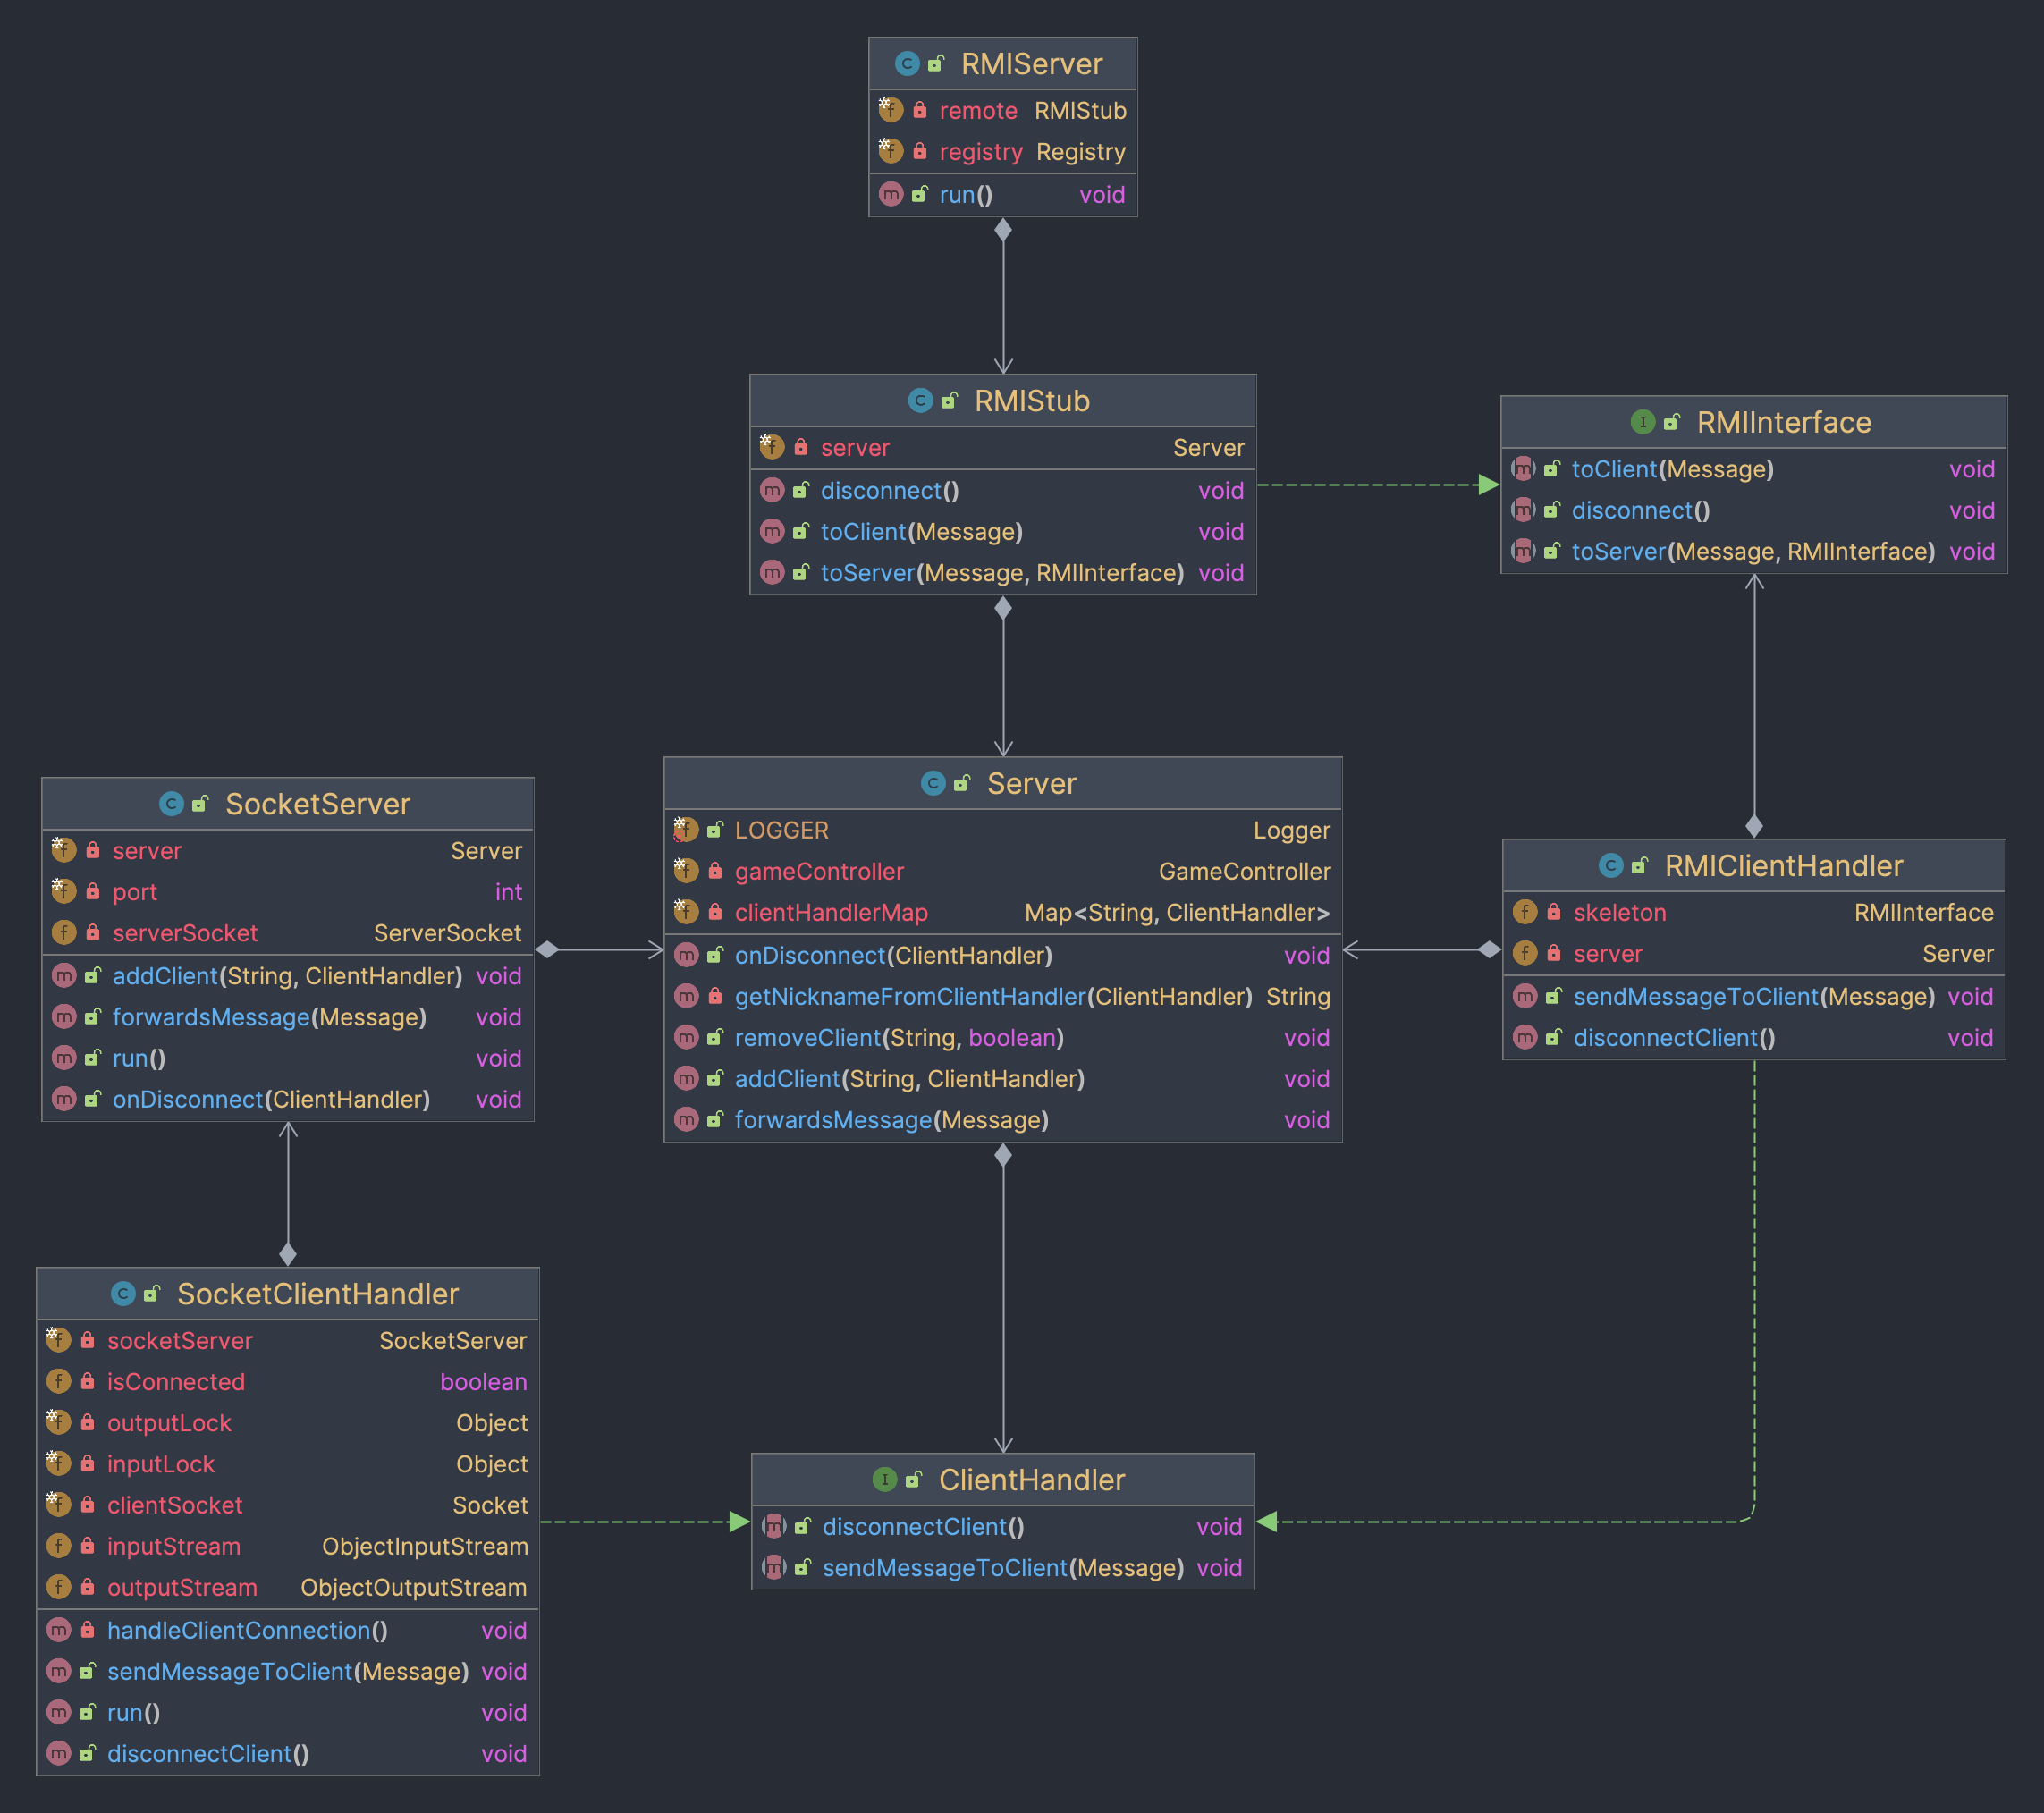 RMIServer
remote RMIStub
registry Registry
run() void
RMIStub
server Server
disconnect() void
toClient(Message) void
toServer(Message, RMIInterface) void
RMIInterface
toClient(Message) void
disconnect() void
toServer(Message, RMIInterface) void
SocketServer
server Server
port int
serverSocket ServerSocket
addClient(String, ClientHandler) void
forwardsMessage(Message) void
run() void
onDisconnect(ClientHandler) void
Server
LOGGER Logger
gameController GameController
clientHandlerMap Map<String, ClientHandler>
onDisconnect(ClientHandler) void
getNicknameFromClientHandler(ClientHandler) String
removeClient(String, boolean) void
addClient(String, ClientHandler) void
forwardsMessage(Message) void
RMIClientHandler
skeleton RMIInterface
server Server
sendMessageToClient(Message) void
disconnectClient() void
SocketClientHandler
socketServer SocketServer
isConnected boolean
outputLock Object
inputLock Object
clientSocket Socket
inputStream ObjectInputStream
outputStream ObjectOutputStream
handleClientConnection() void
sendMessageToClient(Message) void
run() void
disconnectClient() void
ClientHandler
disconnectClient() void
sendMessageToClient(Message) void